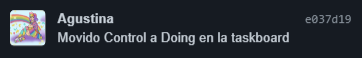 Agustina e037d19
Movido Control a Doing en la taskboard